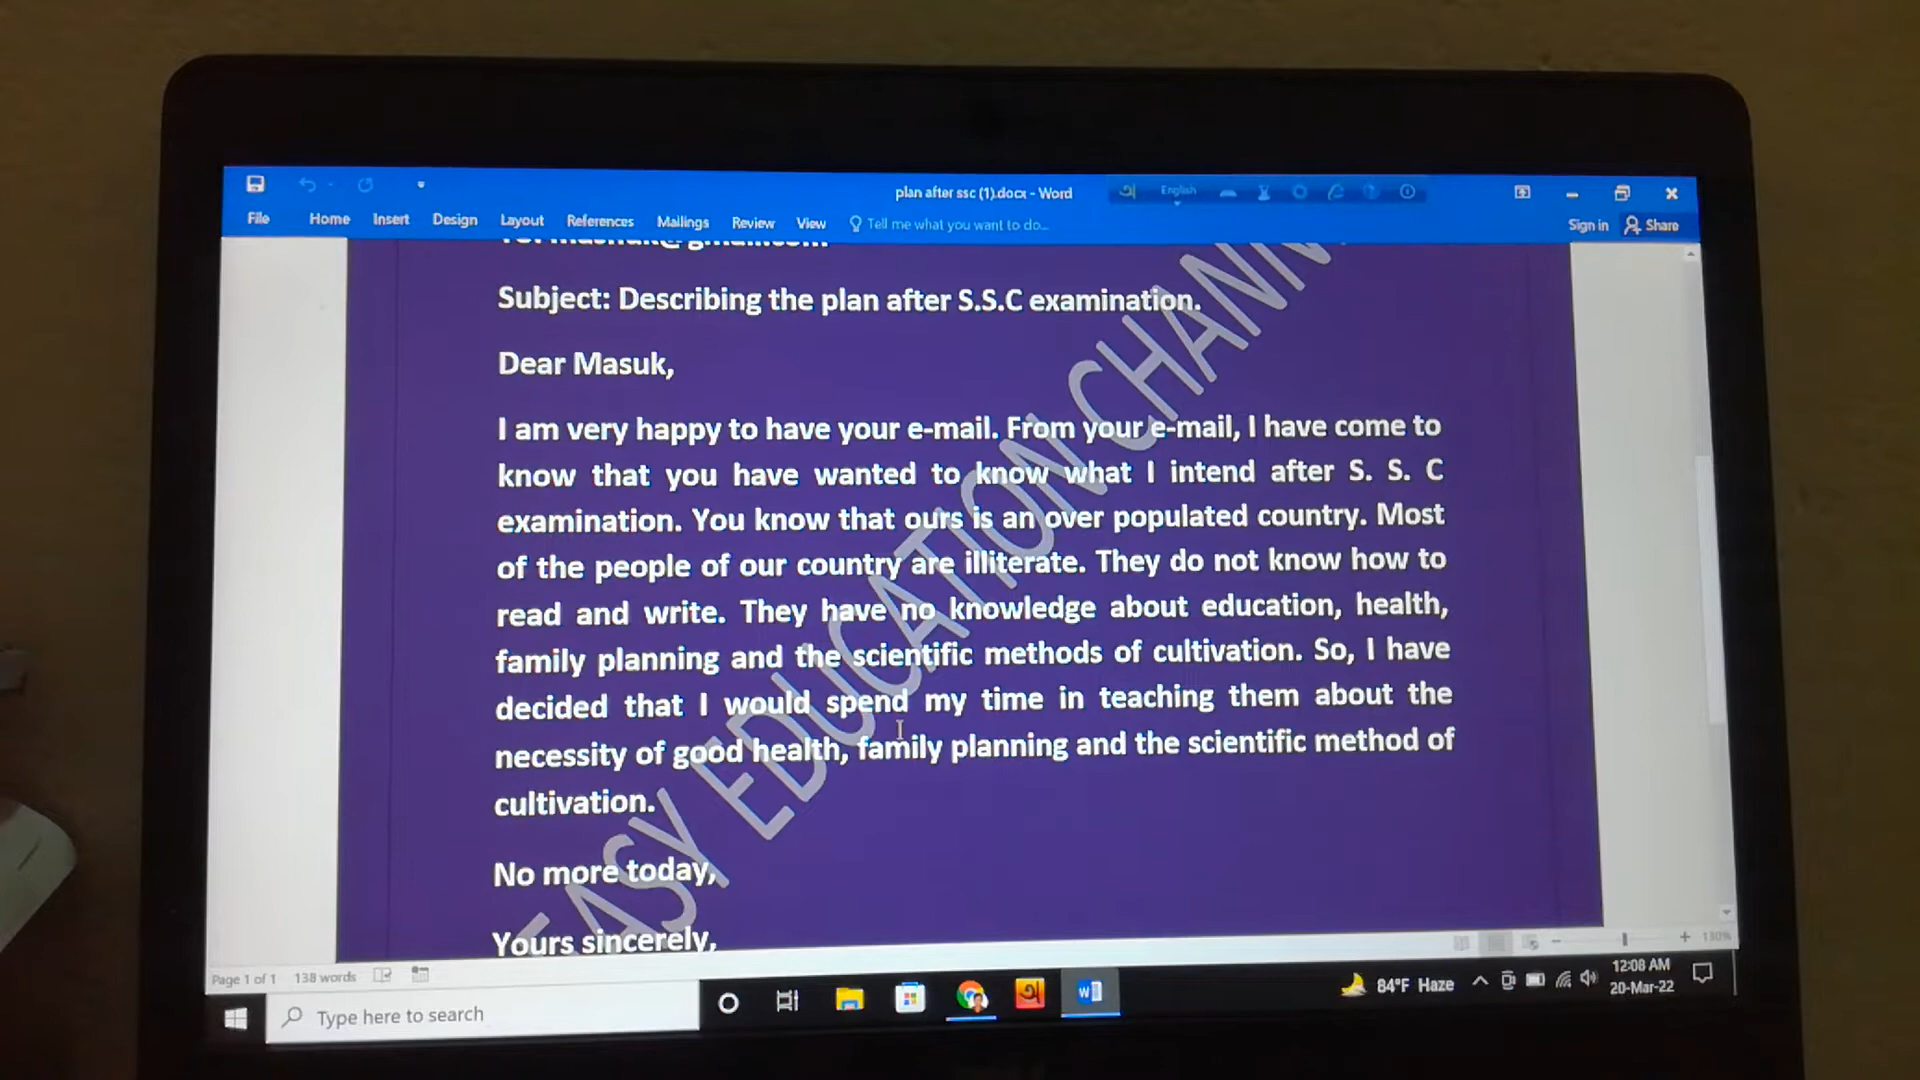 plan after ssc (1).docx - Word
English
File Home Insert Design Layout References Mailings Review View Tell me what you want to do...
Sign in Share
Subject: Describing the plan after S.S.C examination.
Dear Masuk,
I am very happy to have your e-mail. From your e-mail, I have come to
know that you have wanted to know what I intend after S. S. C
examination. You know that ours is an over populated country. Most
of the people of our country are illiterate. They do not know how to
read and write. They have no knowledge about education, health,
family planning and the scientific methods of cultivation. So, I have
decided that I would spend my time in teaching them about the
necessity of good health, family planning and the scientific method of
cultivation.
No more today,
Yours sincerely,
EASY EDUCATION CHANN
Page 1 of 1 138 words
130%
Type here to search
84°F Haze
12:08 AM
20-Mar-22